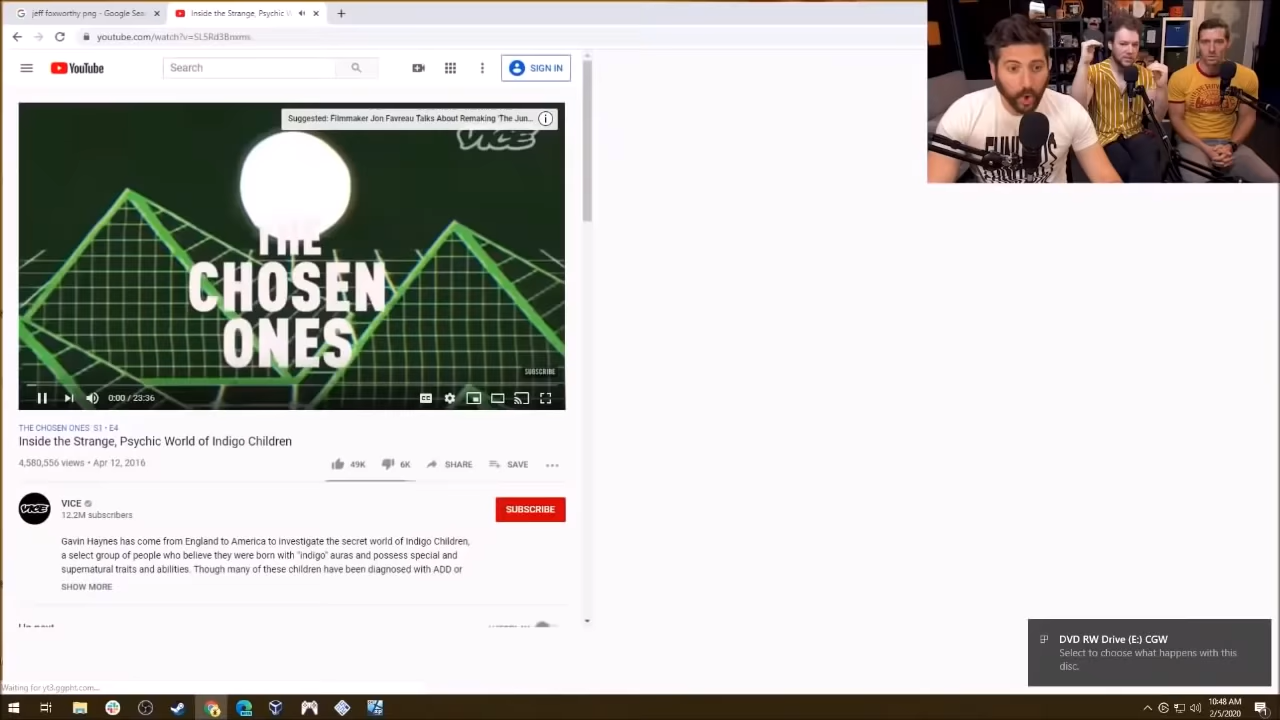 jeff foxworthy png - Google Sea
Inside the Strange, Psychic W
youtube.com/watch?v=SL5Rd3Bnxms
YouTube
Search
SIGN IN
Suggested: Filmmaker Jon Favreau Talks About Remaking 'The Jun...
VICE
THE
CHOSEN
ONES
SUBSCRIBE
0:00 / 23:36
THE CHOSEN ONES S1 • E4
Inside the Strange, Psychic World of Indigo Children
4,580,556 views • Apr 12, 2016
49K
6K
SHARE
SAVE
VICE
12.2M subscribers
SUBSCRIBE
Gavin Haynes has come from England to America to investigate the secret world of Indigo Children,
a select group of people who believe they were born with "indigo" auras and possess special and
supernatural traits and abilities. Though many of these children have been diagnosed with ADD or
SHOW MORE
DVD RW Drive (E:) CGW
Select to choose what happens with this
disc.
Waiting for yt3.ggpht.com...
10:48 AM
2/5/2020